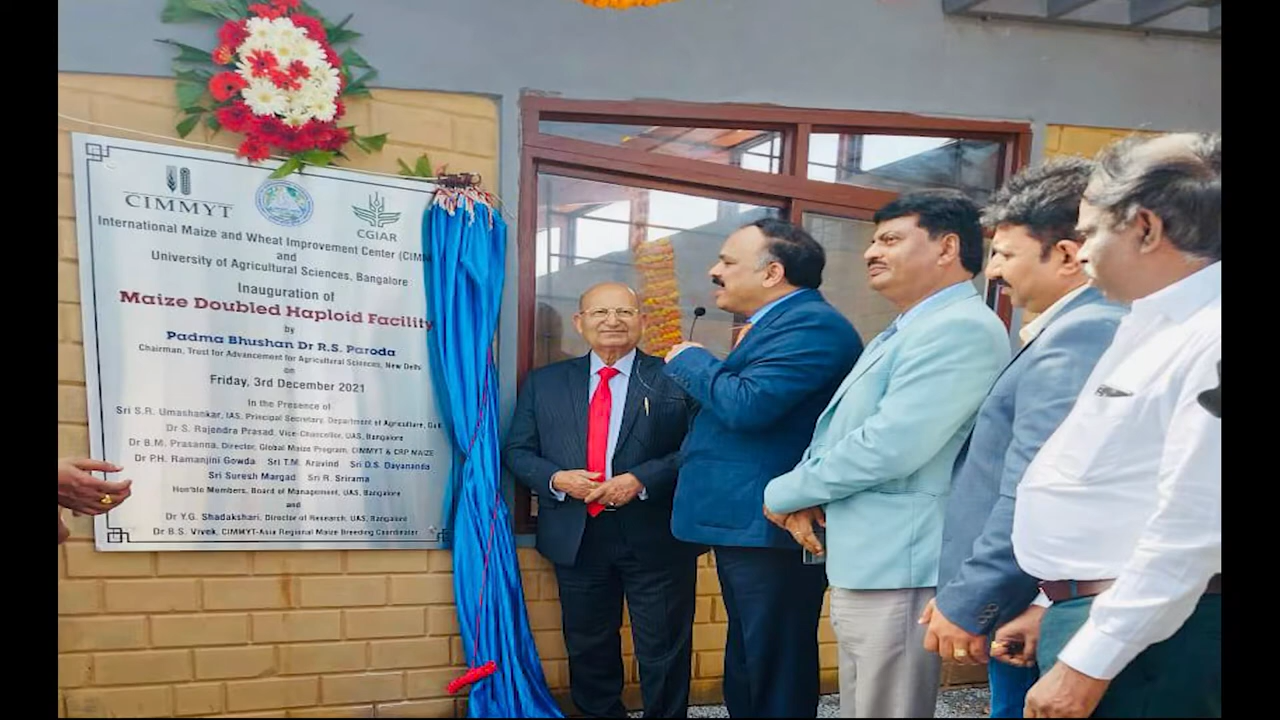 CIMMYT
CGIAR
International Maize and Wheat Improvement Center (CIMM
and
University of Agricultural Sciences, Bangalore
Inauguration of
Maize Doubled Haploid Facility
by
Padma Bhushan Dr R.S. Paroda
Chairman, Trust for Advancement for Agricultural Sciences, New Delhi
on
Friday, 3rd December 2021
In the Presence of
Sri S.R. Umashankar, IAS, Principal Secretary, Department of Agriculture, GoK
Dr S. Rajendra Prasad, Vice-Chancellor, UAS, Bangalore
Dr B.M. Prasanna, Director, Global Maize Program, CIMMYT & CRP MAIZE
Dr P.H. Ramanjini Gowda Sri T.M. Aravind Sri D.S. Dayananda
Sri Suresh Margad Sri R. Srirama
Hon'ble Members, Board of Management, UAS, Bangalore
and
Dr Y.G. Shadakshari, Director of Research, UAS, Bangalore
Dr B.S. Vivek, CIMMYT-Asia Regional Maize Breeding Coordinator